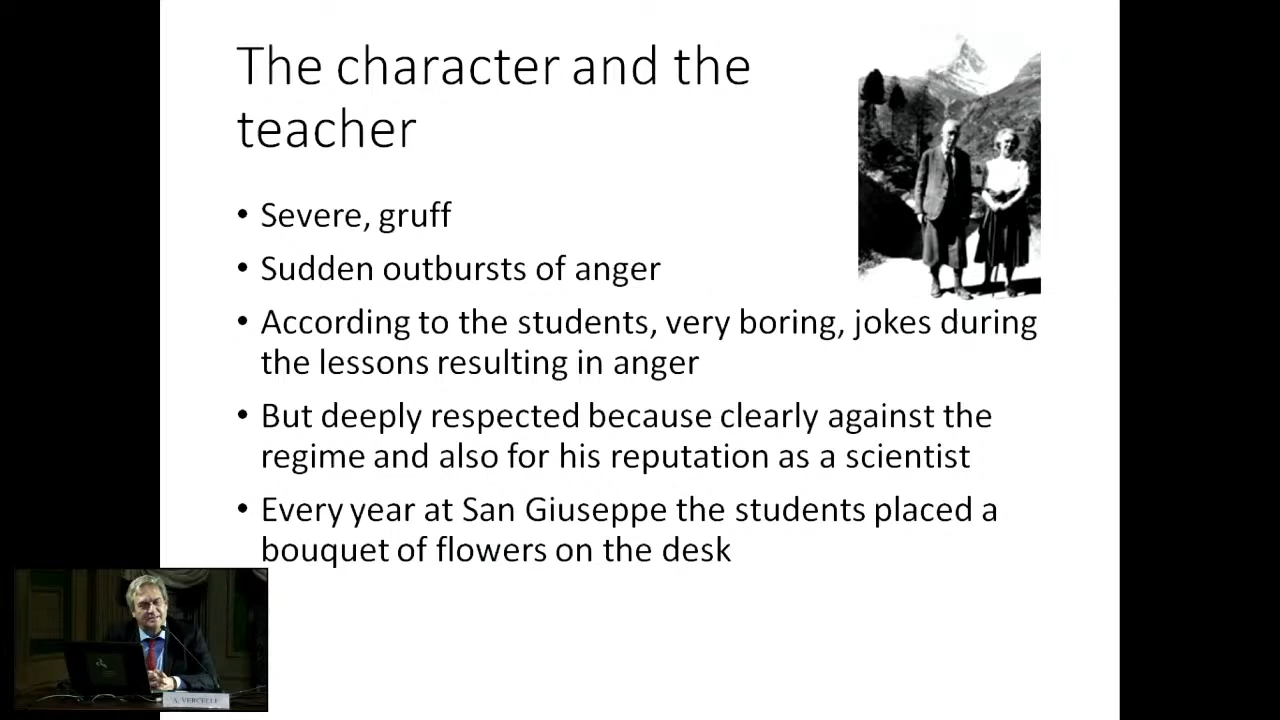 The character and the
teacher
• Severe, gruff
• Sudden outbursts of anger
• According to the students, very boring, jokes during
the lessons resulting in anger
• But deeply respected because clearly against the
regime and also for his reputation as a scientist
• Every year at San Giuseppe the students placed a
bouquet of flowers on the desk
A. VERCELLI